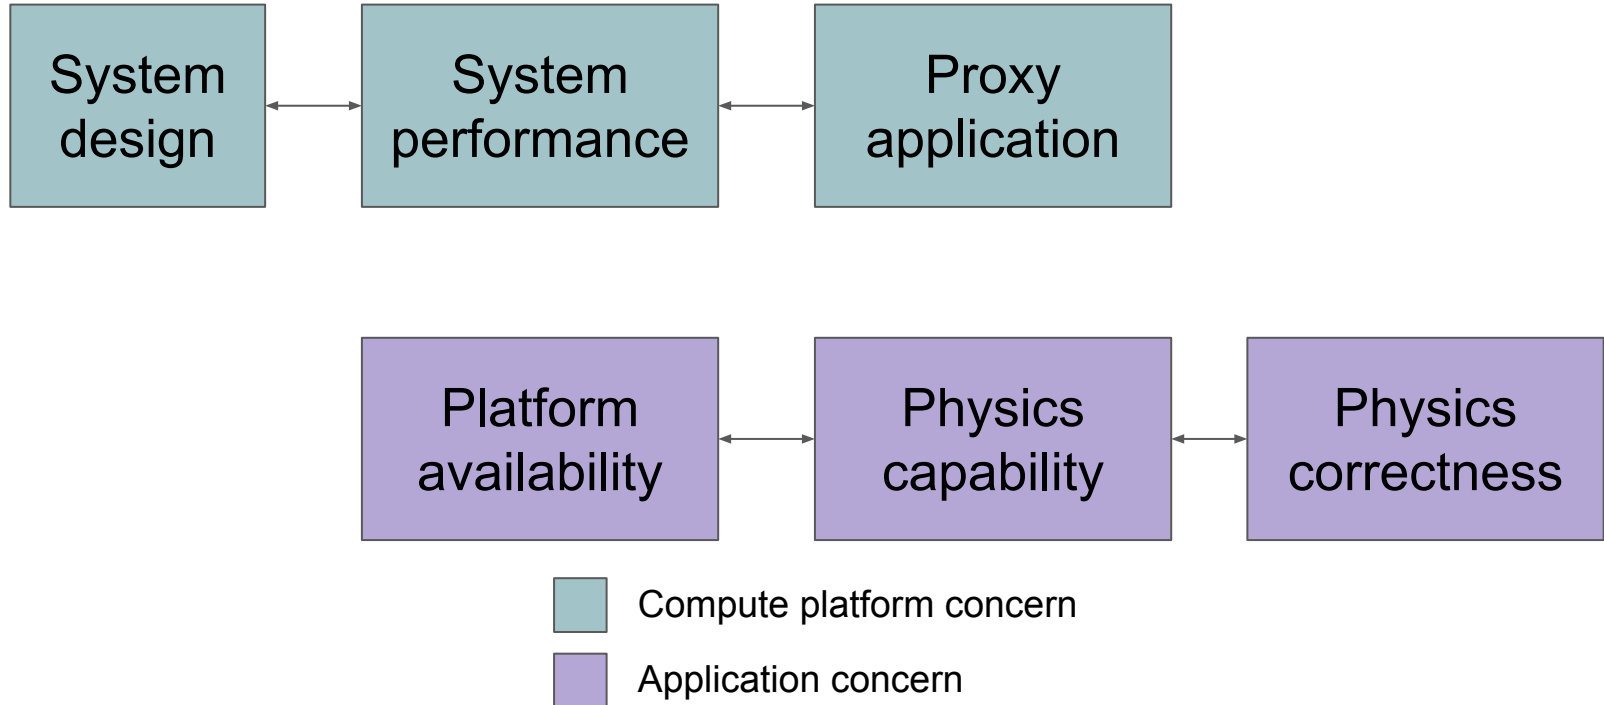 System
design
System
performance
Proxy
application
Platform
availability
Physics
capability
Physics
correctness
Compute platform concern
Application concern